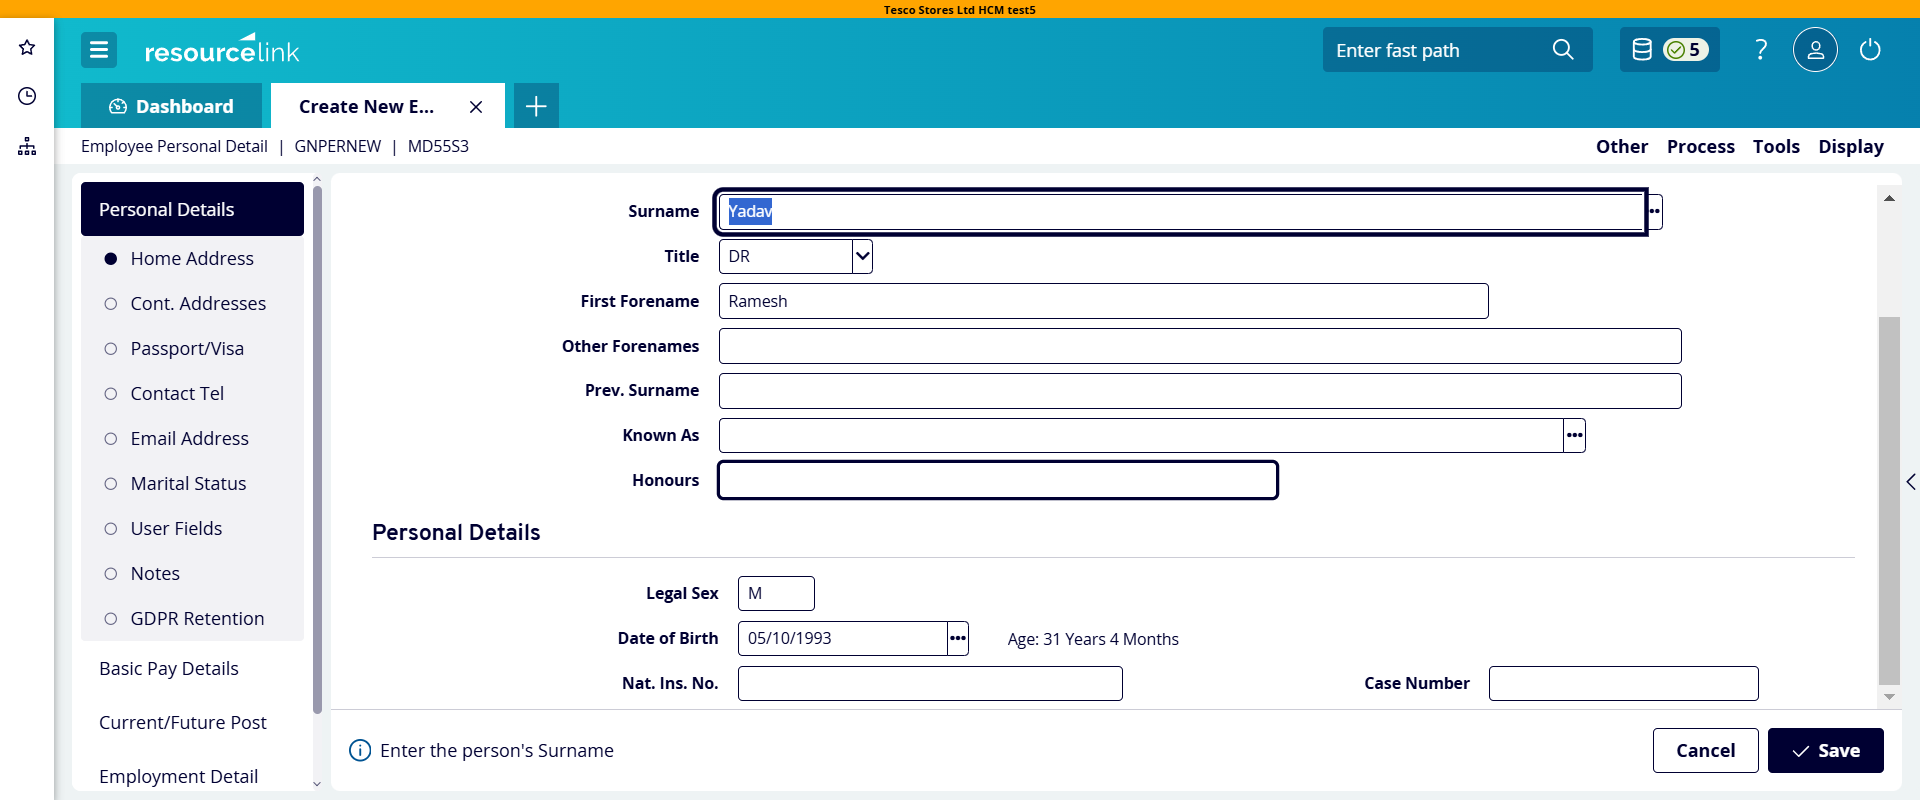 Tesco Stores Ltd HCM test5
resourcelink
Enter fast path
5
?
Dashboard
Create New E...
Employee Personal Detail | GNPERNEW | MD55S3
Other Process Tools Display
Personal Details
Home Address
Cont. Addresses
Passport/Visa
Contact Tel
Email Address
Marital Status
User Fields
Notes
GDPR Retention
Basic Pay Details
Current/Future Post
Employment Detail
Surname Yadav
Title DR
First Forename Ramesh
Other Forenames
Prev. Surname
Known As
Honours
Personal Details
Legal Sex M
Date of Birth 05/10/1993 Age: 31 Years 4 Months
Nat. Ins. No. Case Number
Enter the person's Surname
Cancel Save